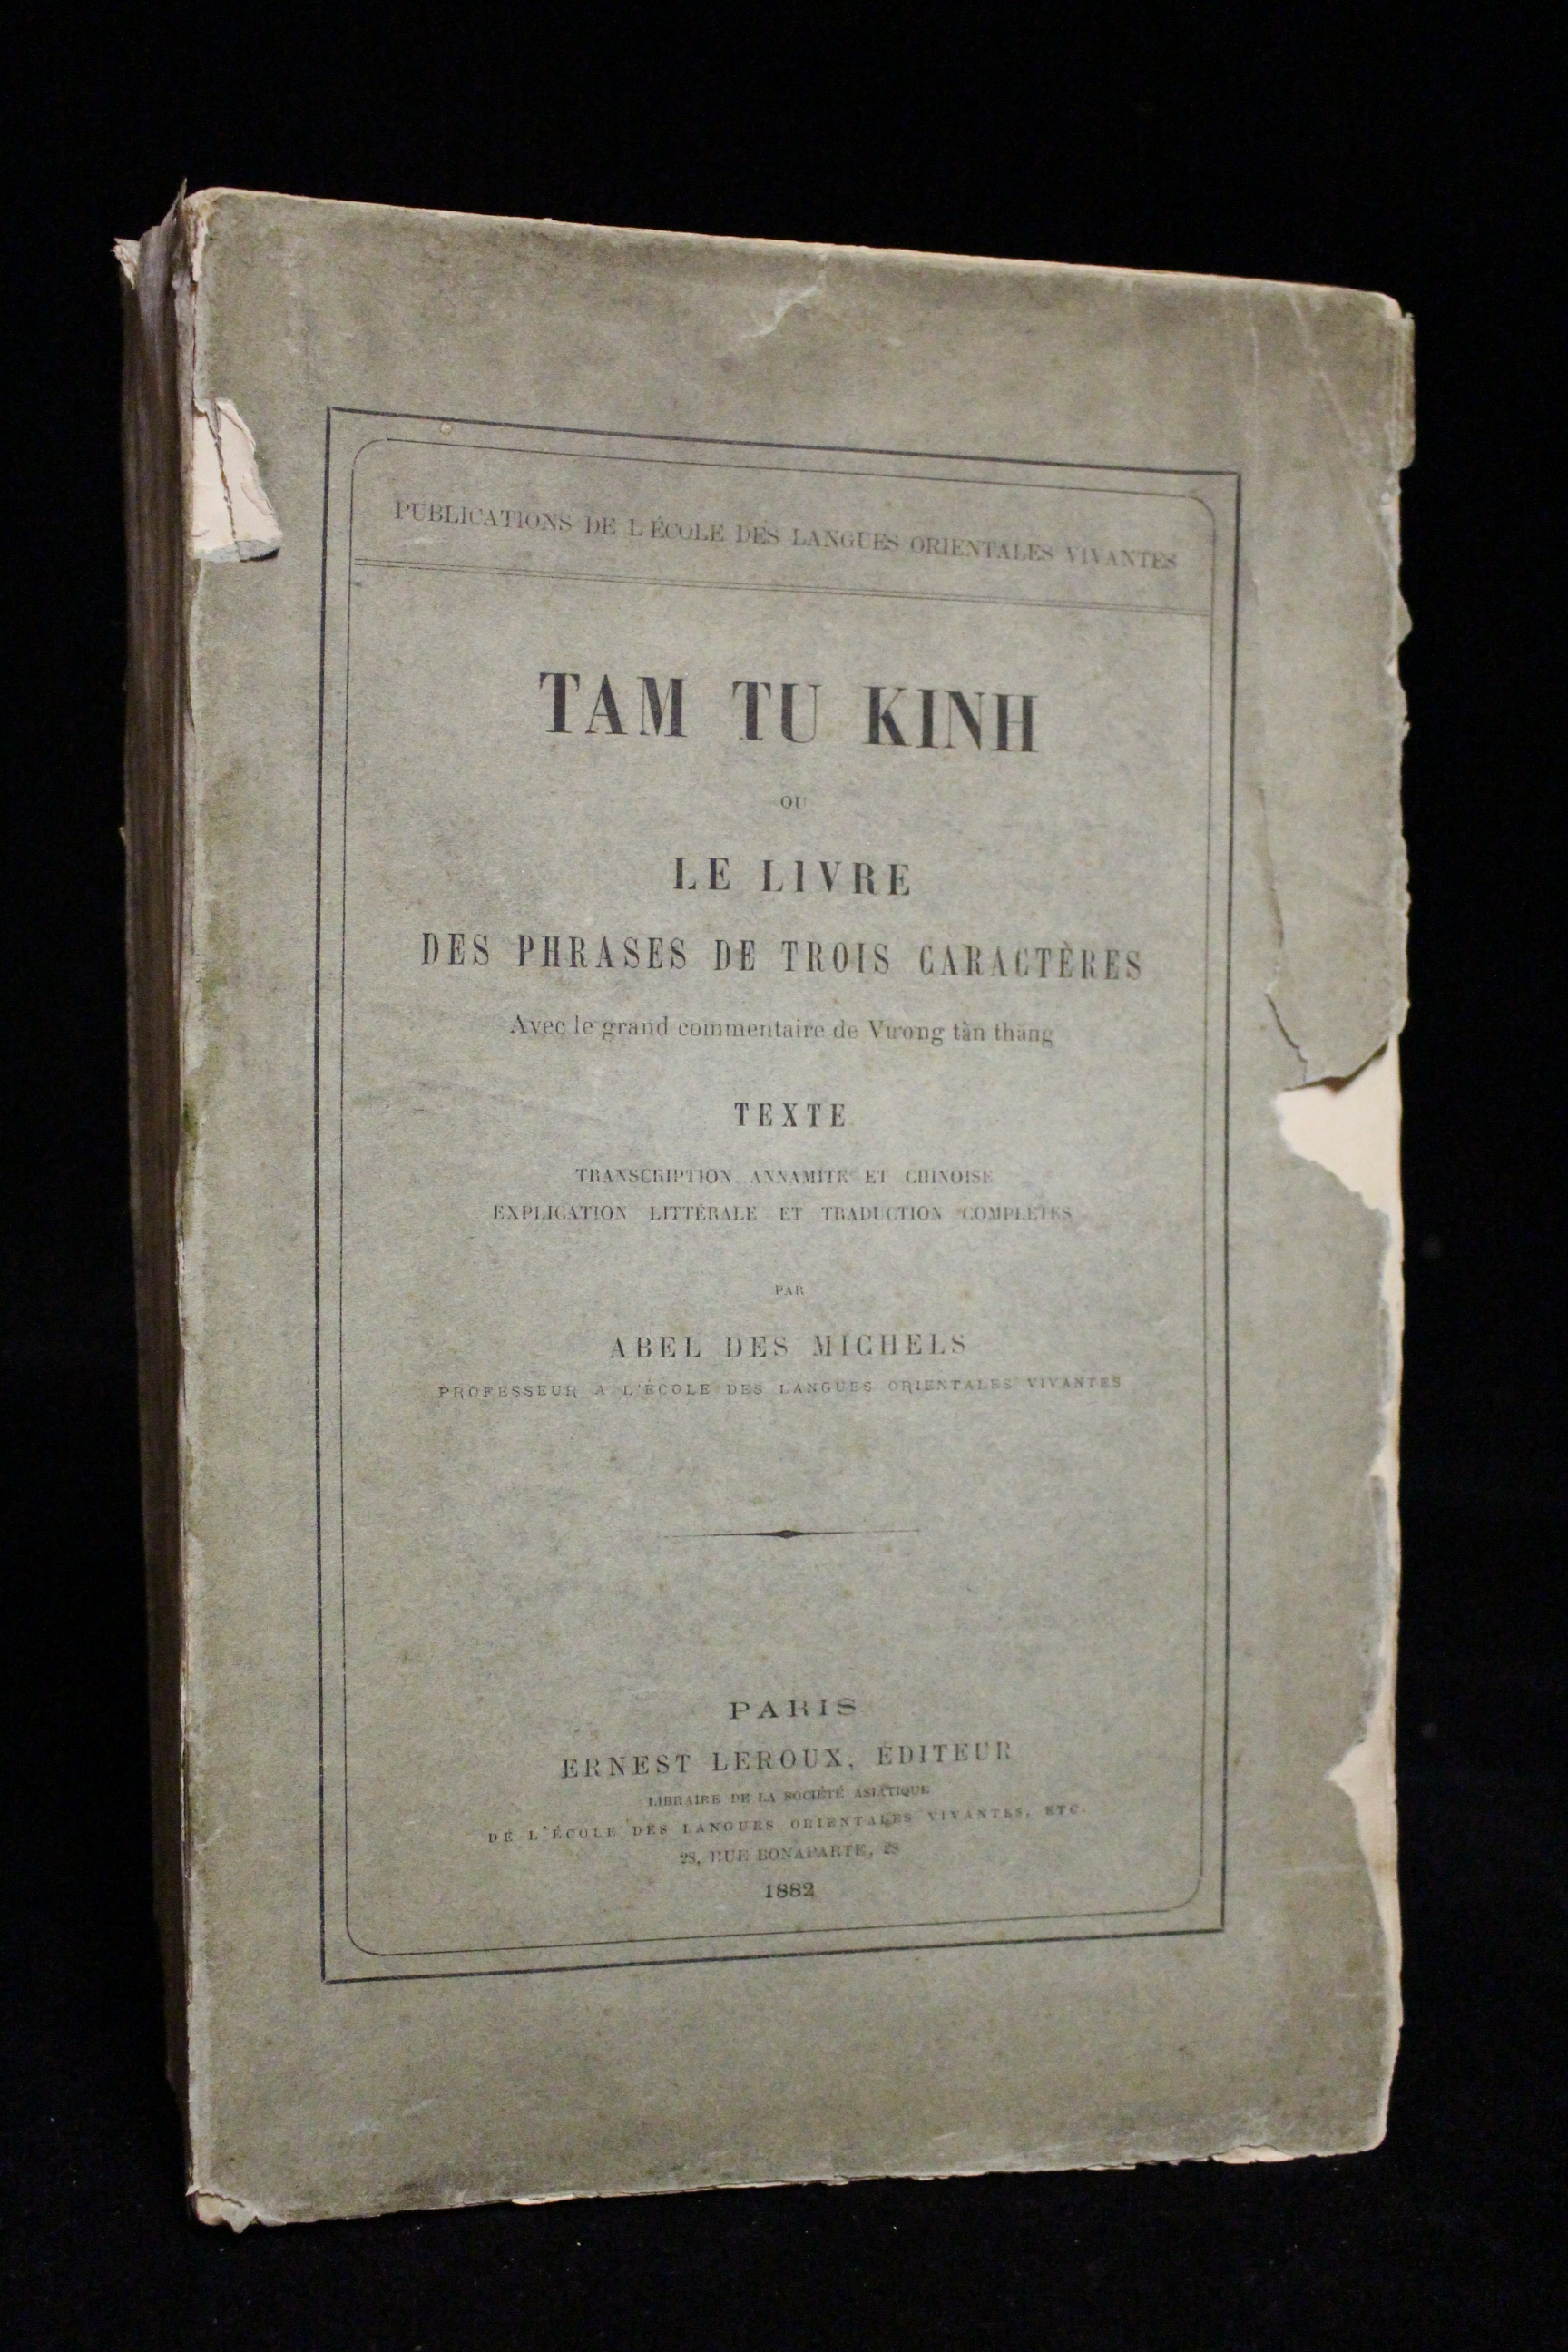 PUBLICATIONS DE L'ÉCOLE DES LANGUES ORIENTALES VIVANTES
TAM TU KINH
OU
LE LIVRE
DES PHRASES DE TROIS CARACTÈRES
Avec le grand commentaire de Vương tấn thăng
TEXTE
TRANSCRIPTION ANNAMITE ET CHINOISE
EXPLICATION LITTÉRALE ET TRADUCTION COMPLÈTES
PAR
ABEL DES MICHELS
PROFESSEUR A L'ÉCOLE DES LANGUES ORIENTALES VIVANTES
PARIS
ERNEST LEROUX, ÉDITEUR
LIBRAIRE DE LA SOCIÉTÉ ASIATIQUE
DE L'ÉCOLE DES LANGUES ORIENTALES VIVANTES, ETC.
28, RUE BONAPARTE, 28
1882